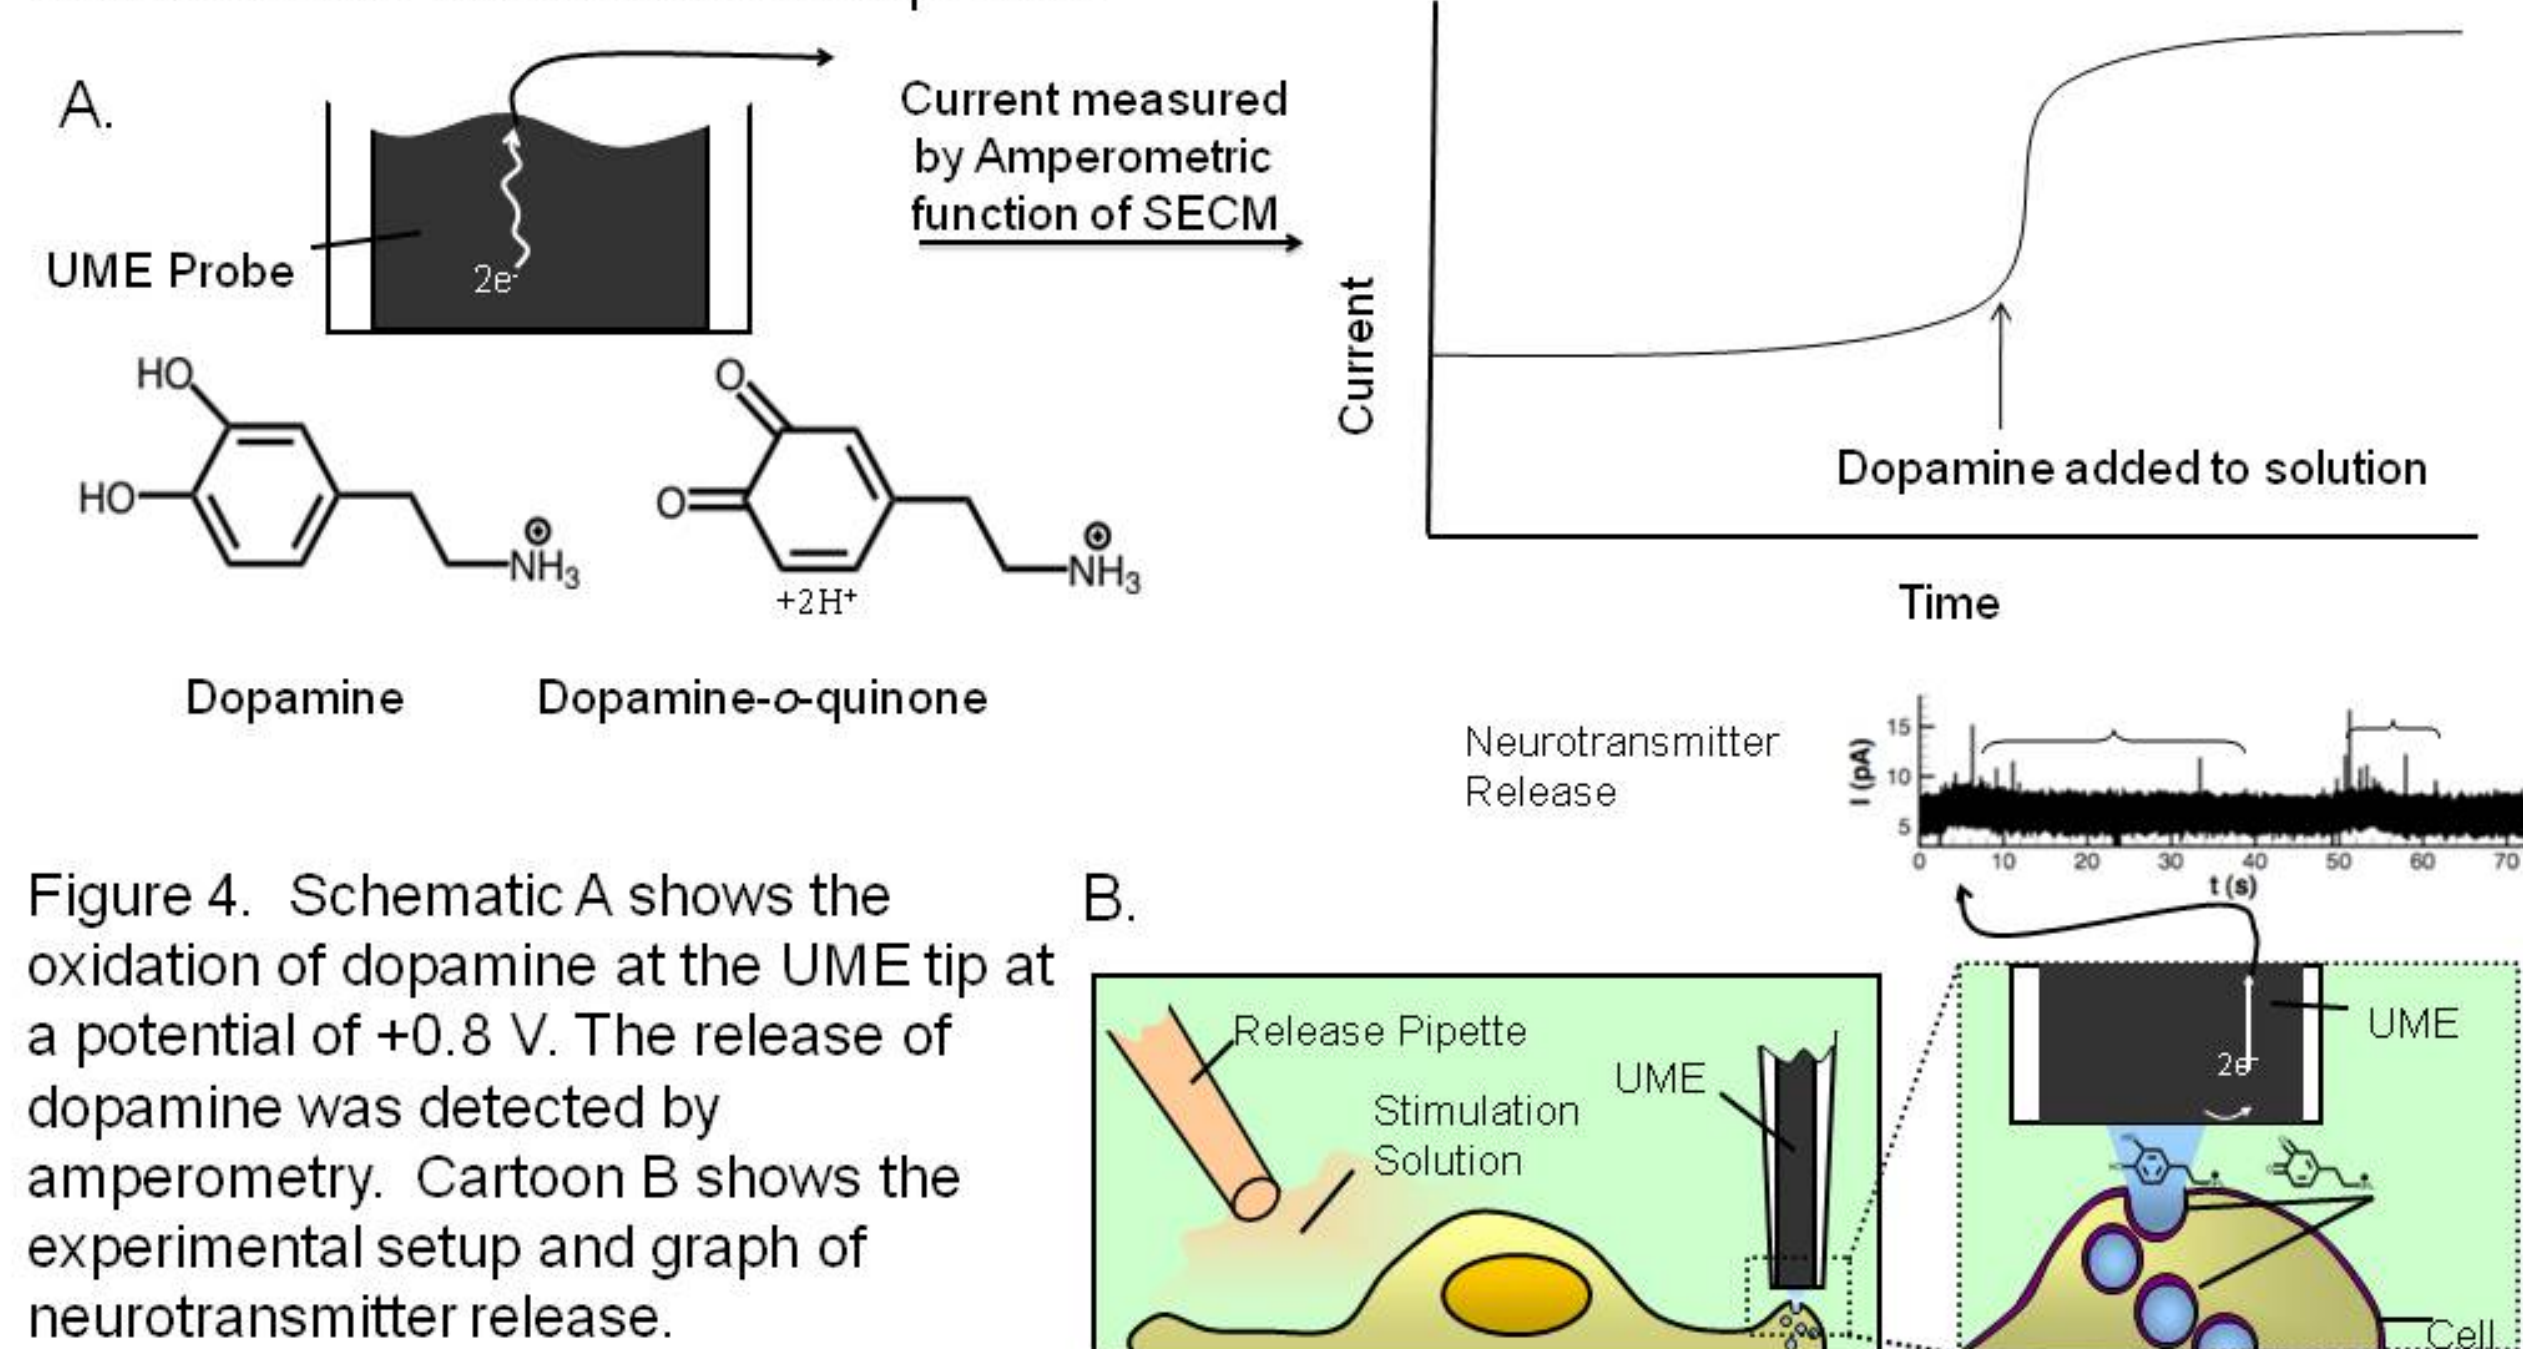 A.
UME Probe
2e-
Current measured
by Amperometric
function of SECM
Current
Dopamine added to solution
Time
HO
HO
NH3
+2H+
O
O
NH3
Dopamine
Dopamine-o-quinone
Neurotransmitter
Release
I (pA)
15
10
5
0 10 20 30 40 50 60 70
t (s)
Figure 4. Schematic A shows the
oxidation of dopamine at the UME tip at
a potential of +0.8 V. The release of
dopamine was detected by
amperometry. Cartoon B shows the
experimental setup and graph of
neurotransmitter release.
B.
Release Pipette
Stimulation
Solution
UME
UME
2e-
Cell